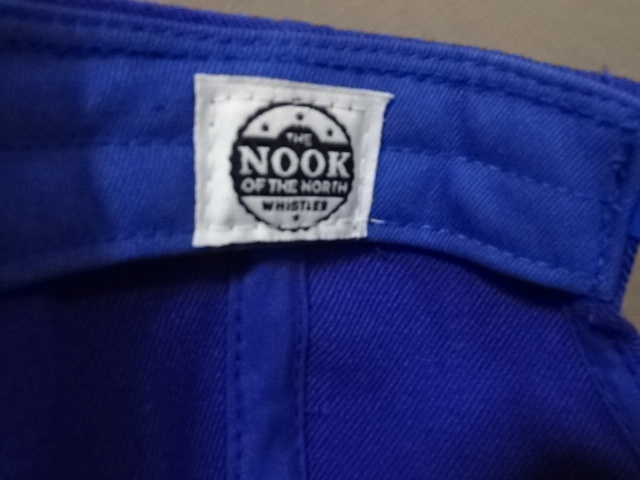 THE
NOOK
OF THE NORTH
WHISTLER